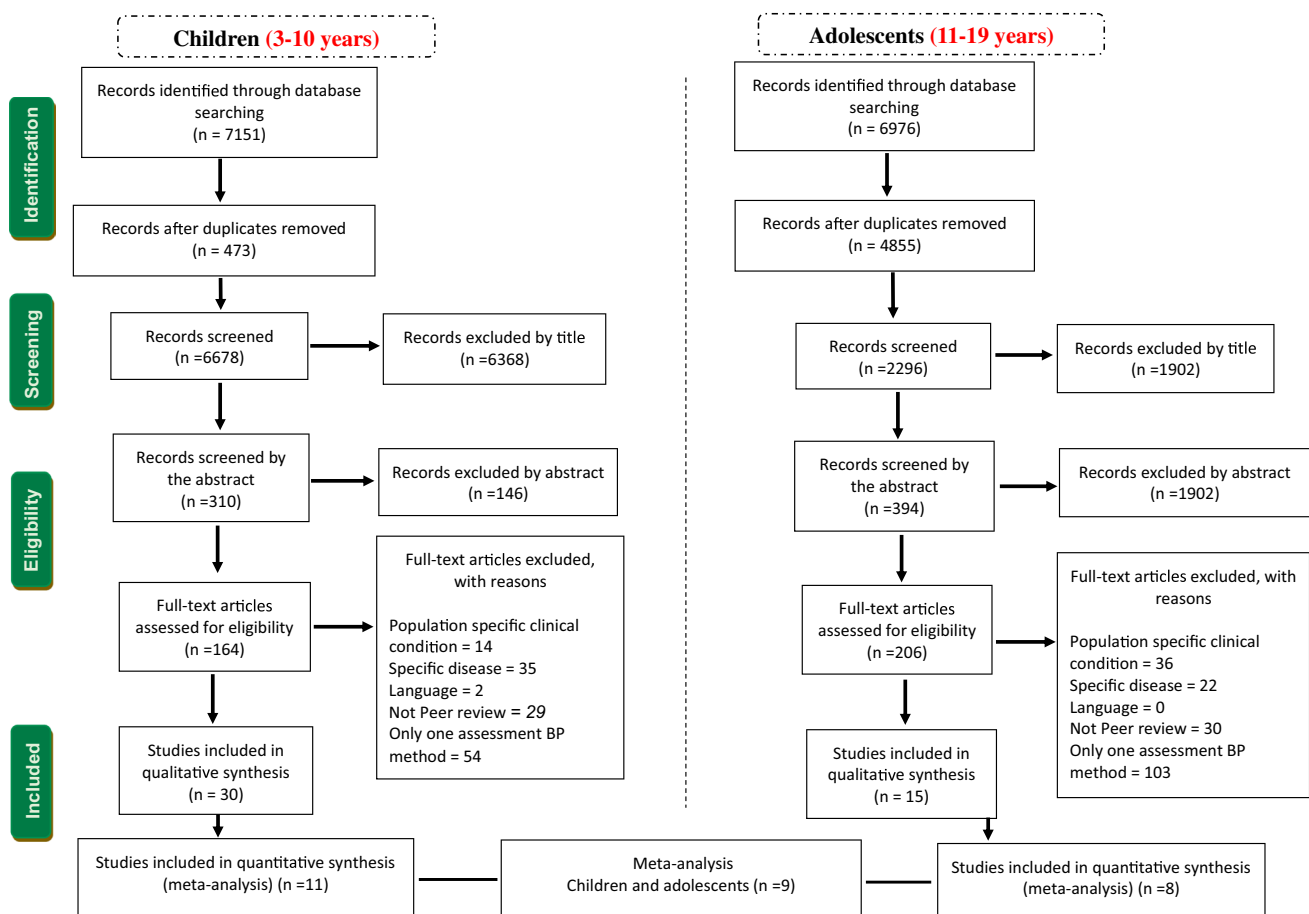 Children (3-10 years)
Adolescents (11-19 years)
Identification
Screening
Eligibility
Included
Records identified through database
searching
(n = 7151)
Records after duplicates removed
(n = 473)
Records screened
(n =6678)
Records excluded by title
(n =6368)
Records screened by
the abstract
(n =310)
Records excluded by abstract
(n =146)
Full-text articles
assessed for eligibility
(n =164)
Full-text articles excluded,
with reasons
Population specific clinical
condition = 14
Specific disease = 35
Language = 2
Not Peer review = 29
Only one assessment BP
method = 54
Studies included in
qualitative synthesis
(n = 30)
Studies included in quantitative synthesis
(meta-analysis) (n =11)
Meta-analysis
Children and adolescents (n =9)
Records identified through database
searching
(n = 6976)
Records after duplicates removed
(n = 4855)
Records screened
(n =2296)
Records excluded by title
(n =1902)
Records screened by
the abstract
(n =394)
Records excluded by abstract
(n =1902)
Full-text articles
assessed for eligibility
(n =206)
Full-text articles excluded, with
reasons
Population specific clinical
condition = 36
Specific disease = 22
Language = 0
Not Peer review = 30
Only one assessment BP
method = 103
Studies included in
qualitative synthesis
(n = 15)
Studies included in quantitative synthesis
(meta-analysis) (n =8)